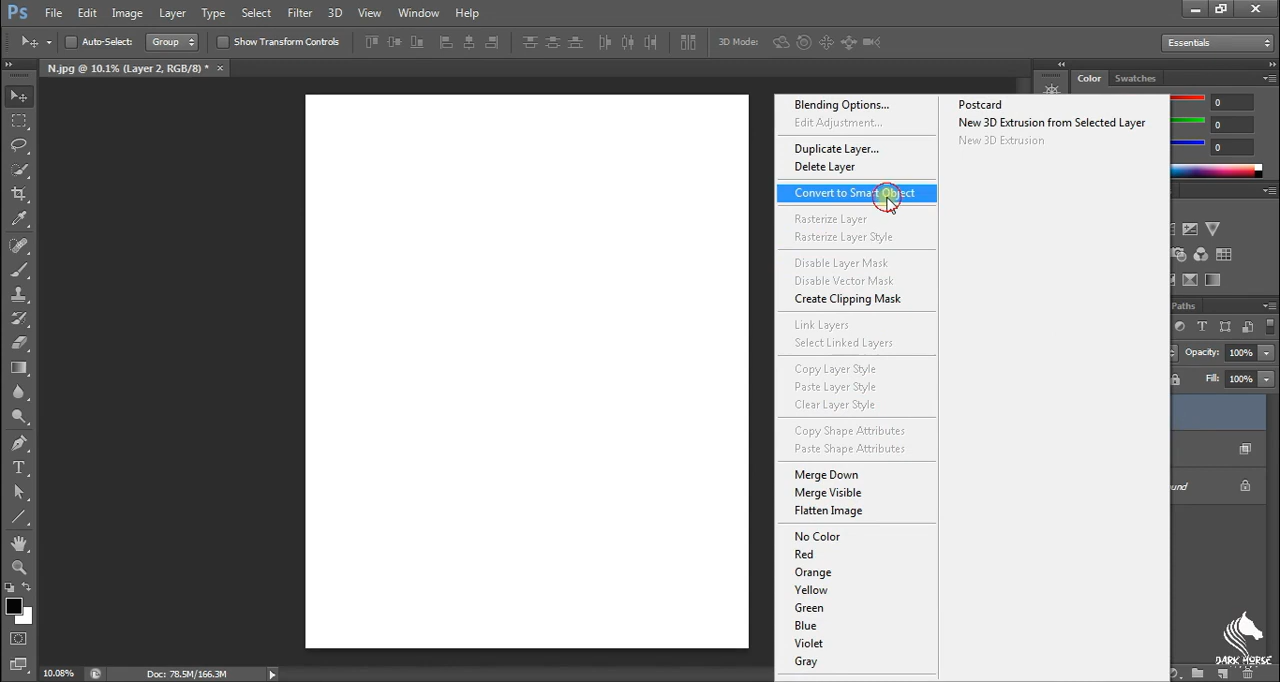 Ps File Edit Image Layer Type Select Filter 3D View Window Help
Auto-Select: Group Show Transform Controls 3D Mode: Essentials
N.jpg @ 10.1% (Layer 2, RGB/8) * ×
Color Swatches
0
0
0
Paths
Opacity: 100%
Fill: 100%
Blending Options...
Edit Adjustment...
Duplicate Layer...
Delete Layer
Convert to Smart Object
Rasterize Layer
Rasterize Layer Style
Disable Layer Mask
Disable Vector Mask
Create Clipping Mask
Link Layers
Select Linked Layers
Copy Layer Style
Paste Layer Style
Clear Layer Style
Copy Shape Attributes
Paste Shape Attributes
Merge Down
Merge Visible
Flatten Image
No Color
Red
Orange
Yellow
Green
Blue
Violet
Gray
Postcard
New 3D Extrusion from Selected Layer
New 3D Extrusion
10.08% Doc: 78.5M/166.3M
DARK HORSE